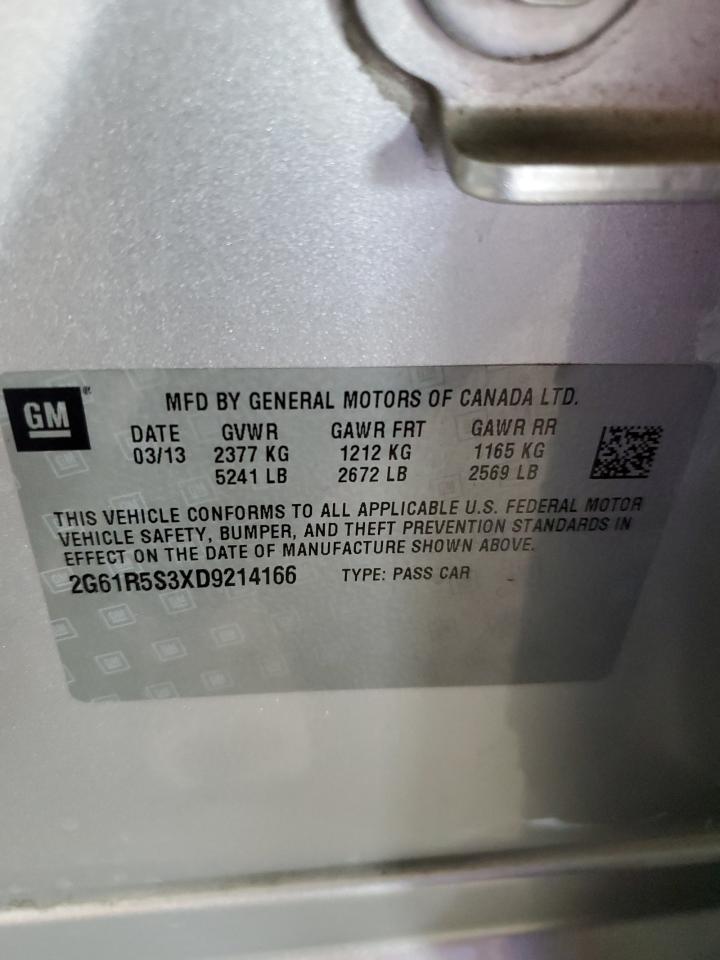 GM
MFD BY GENERAL MOTORS OF CANADA LTD.
DATE GVWR GAWR FRT GAWR RR
03/13 2377 KG 1212 KG 1165 KG
5241 LB 2672 LB 2569 LB
THIS VEHICLE CONFORMS TO ALL APPLICABLE U.S. FEDERAL MOTOR
VEHICLE SAFETY, BUMPER, AND THEFT PREVENTION STANDARDS IN
EFFECT ON THE DATE OF MANUFACTURE SHOWN ABOVE.
2G61R5S3XD9214166 TYPE: PASS CAR